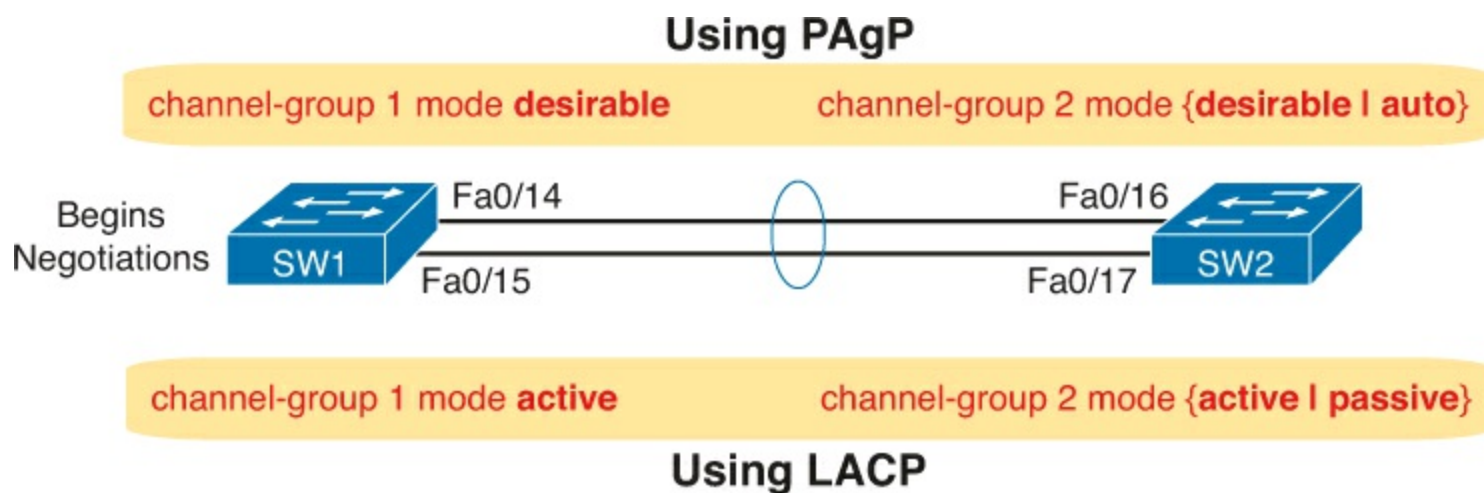 Using PAgP
channel-group 1 mode desirable
channel-group 2 mode {desirable | auto}
Begins
Negotiations
SW1
Fa0/14
Fa0/15
Fa0/16
Fa0/17
SW2
channel-group 1 mode active
channel-group 2 mode {active | passive}
Using LACP